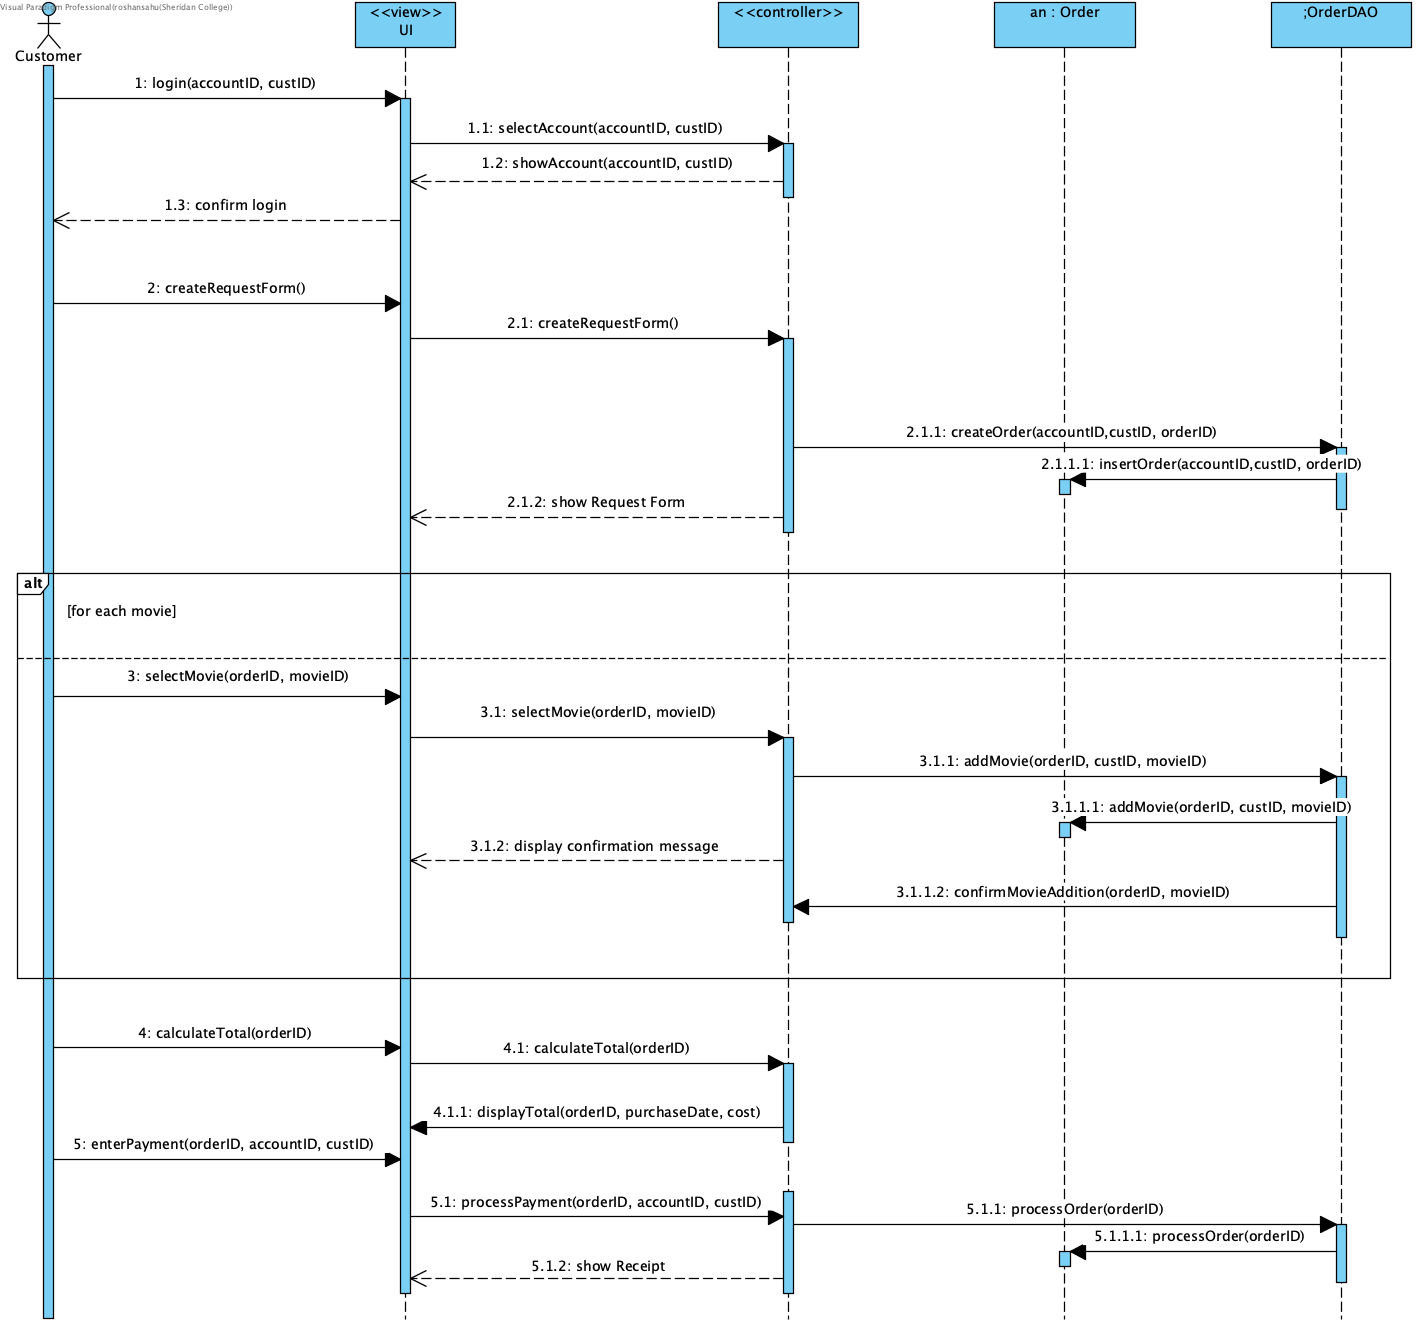 Visual Paradigm Professional(roshansahu(Sheridan College))
Customer
<<view>>
UI
<<controller>>
an : Order
;OrderDAO
1: login(accountID, custID)
1.1: selectAccount(accountID, custID)
1.2: showAccount(accountID, custID)
1.3: confirm login
2: createRequestForm()
2.1: createRequestForm()
2.1.1: createOrder(accountID,custID, orderID)
2.1.1.1: insertOrder(accountID,custID, orderID)
2.1.2: show Request Form
alt
[for each movie]
3: selectMovie(orderID, movieID)
3.1: selectMovie(orderID, movieID)
3.1.1: addMovie(orderID, custID, movieID)
3.1.1.1: addMovie(orderID, custID, movieID)
3.1.2: display confirmation message
3.1.1.2: confirmMovieAddition(orderID, movieID)
4: calculateTotal(orderID)
4.1: calculateTotal(orderID)
4.1.1: displayTotal(orderID, purchaseDate, cost)
5: enterPayment(orderID, accountID, custID)
5.1: processPayment(orderID, accountID, custID)
5.1.1: processOrder(orderID)
5.1.1.1: processOrder(orderID)
5.1.2: show Receipt